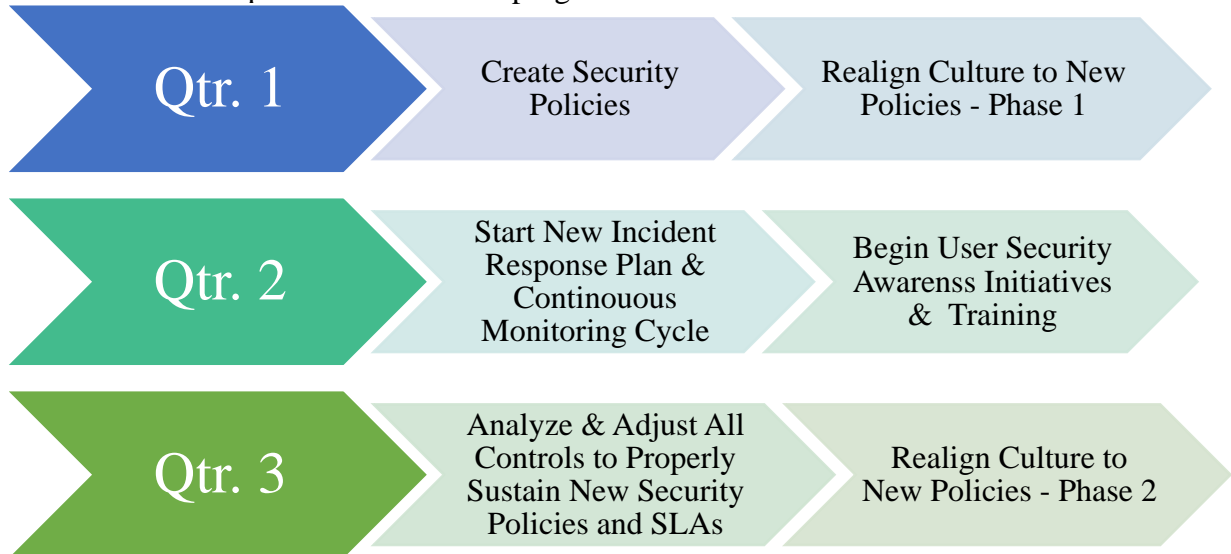 Qtr. 1
Create Security
Policies
Realign Culture to New
Policies - Phase 1
Qtr. 2
Start New Incident
Response Plan &
Continouous
Monitoring Cycle
Begin User Security
Awarenss Initiatives
& Training
Qtr. 3
Analyze & Adjust All
Controls to Properly
Sustain New Security
Policies and SLAs
Realign Culture to
New Policies - Phase 2